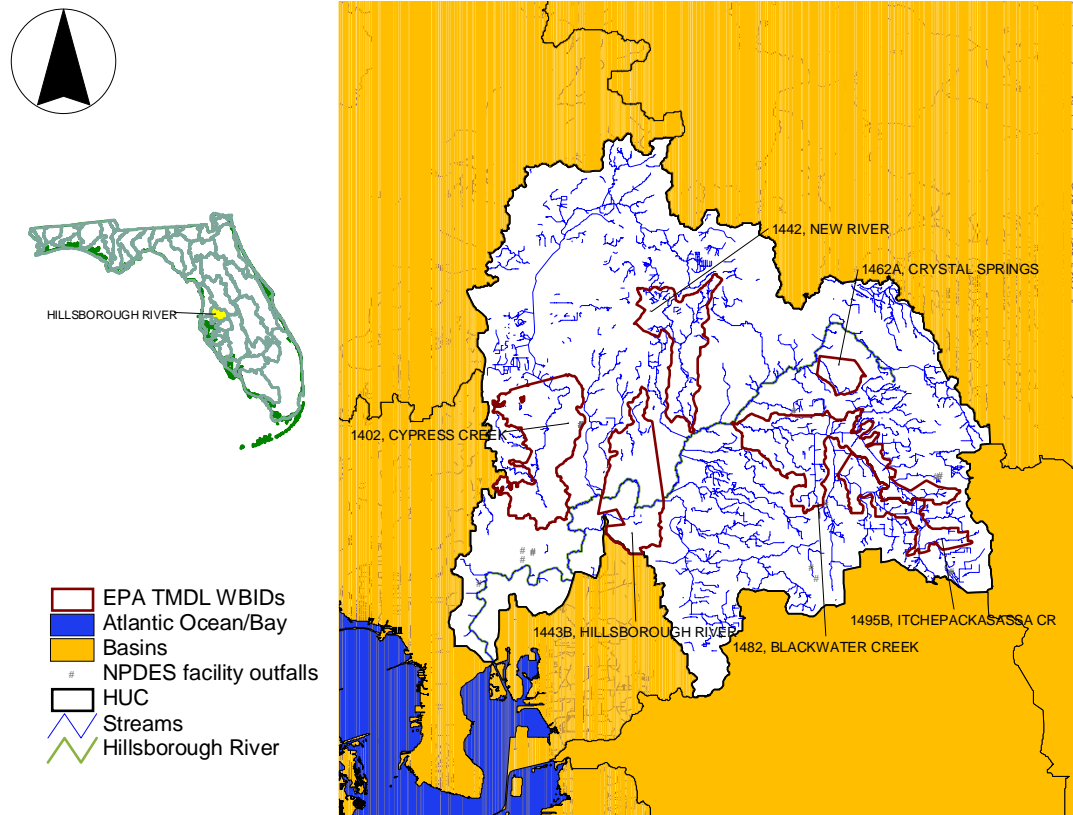 1442, NEW RIVER
1462A, CRYSTAL SPRINGS
HILLSBOROUGH RIVER
1402, CYPRESS CREEK
EPA TMDL WBIDs
Atlantic Ocean/Bay
Basins
# NPDES facility outfalls
HUC
Streams
Hillsborough River
1443B, HILLSBOROUGH RIVER
1495B, ITCHEPACKASASSA CR
1482, BLACKWATER CREEK